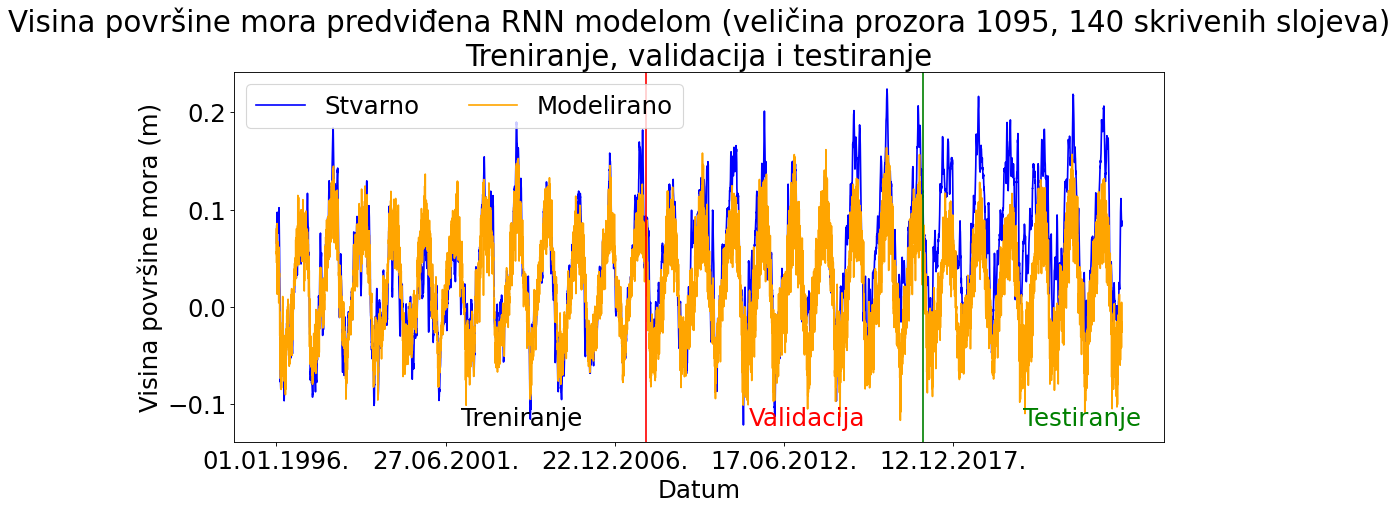 Visina površine mora predviđena RNN modelom (veličina prozora 1095, 140 skrivenih slojeva)
Treniranje, validacija i testiranje
Stvarno
Modelirano
Visina površine mora (m)
0.2
0.1
0.0
−0.1
Treniranje
Validacija
Testiranje
01.01.1996.
27.06.2001.
22.12.2006.
17.06.2012.
12.12.2017.
Datum